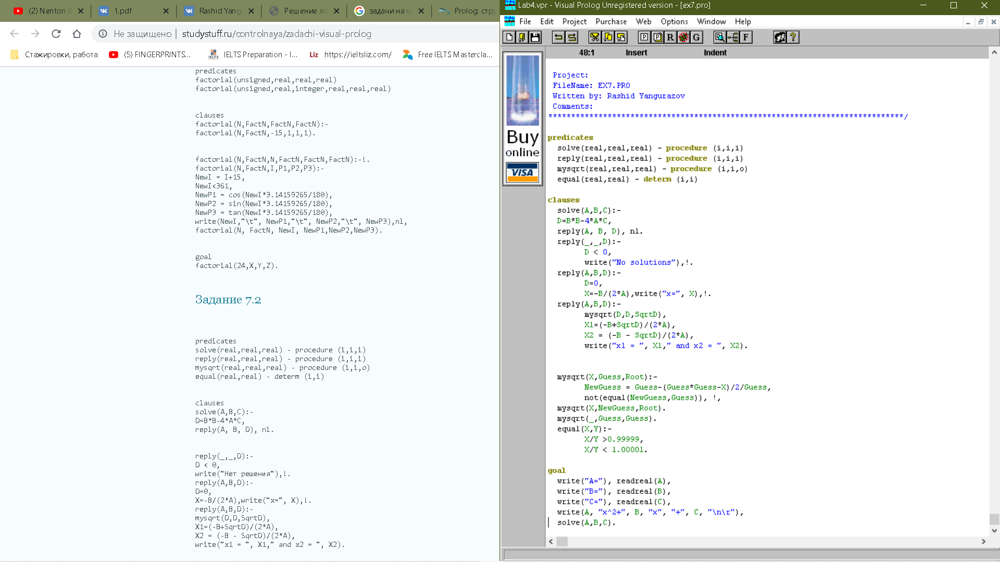 (2) Nentori (
1.pdf
Rashid Yang
Решение ло
задачи на vi
Prolog: стру
Не защищено
studystuff.ru/controlnaya/zadachi-visual-prolog
Стажировки, работа
(5) FINGERPRINTS...
IELTS Preparation - I...
Liz https://ieltsliz.com/
Free IELTS Mastercla...
predicates
factorial(unsigned,real,real,real)
factorial(unsigned,real,integer,real,real,real)
clauses
factorial(N,FactN,FactN,FactN):-
factorial(N,FactN,-15,1,1,1).
factorial(N,FactN,N,FactN,FactN,FactN):-!.
factorial(N,FactN,I,P1,P2,P3):-
NewI = I+15,
NewI<361,
NewP1 = cos(NewI*3.14159265/180),
NewP2 = sin(NewI*3.14159265/180),
NewP3 = tan(NewI*3.14159265/180),
write(NewI,"\t", NewP1,"\t", NewP2,"\t", NewP3),nl,
factorial(N, FactN, NewI, NewP1,NewP2,NewP3).
goal
factorial(24,X,Y,Z).
Задание 7.2
predicates
solve(real,real,real) - procedure (i,i,i)
reply(real,real,real) - procedure (i,i,i)
mysqrt(real,real,real) - procedure (i,i,o)
equal(real,real) - determ (i,i)
clauses
solve(A,B,C):-
D=B*B-4*A*C,
reply(A, B, D), nl.
reply(_,_,D):-
D < 0,
write("Нет решения"),!.
reply(A,B,D):-
D=0,
X=-B/(2*A),write("x=", X),!.
reply(A,B,D):-
mysqrt(D,D,SqrtD),
X1=(-B+SqrtD)/(2*A),
X2 = (-B - SqrtD)/(2*A),
write("x1 = ", X1," and x2 = ", X2).
Lab4.vpr - Visual Prolog Unregistered version - [ex7.pro]
File Edit Project Purchase Web Options Window Help
P P R G F ?
48:1 Insert Indent
Buy
online
VISA
Project:
FileName: EX7.PRO
Written by: Rashid Yangurazov
Comments:
******************************************************************************/
predicates
solve(real,real,real) - procedure (i,i,i)
reply(real,real,real) - procedure (i,i,i)
mysqrt(real,real,real) - procedure (i,i,o)
equal(real,real) - determ (i,i)
clauses
solve(A,B,C):-
D=B*B-4*A*C,
reply(A, B, D), nl.
reply(_,_,D):-
D < 0,
write("No solutions"),!.
reply(A,B,D):-
D=0,
X=-B/(2*A),write("x=", X),!.
reply(A,B,D):-
mysqrt(D,D,SqrtD),
X1=(-B+SqrtD)/(2*A),
X2 = (-B - SqrtD)/(2*A),
write("x1 = ", X1," and x2 = ", X2).
mysqrt(X,Guess,Root):-
NewGuess = Guess-(Guess*Guess-X)/2/Guess,
not(equal(NewGuess,Guess)), !,
mysqrt(X,NewGuess,Root).
mysqrt(_,Guess,Guess).
equal(X,Y):-
X/Y >0.99999,
X/Y < 1.00001.
goal
write("A="), readreal(A),
write("B="), readreal(B),
write("C="), readreal(C),
write(A, "x^2+", B, "x", "+", C, "\n\r"),
solve(A,B,C).